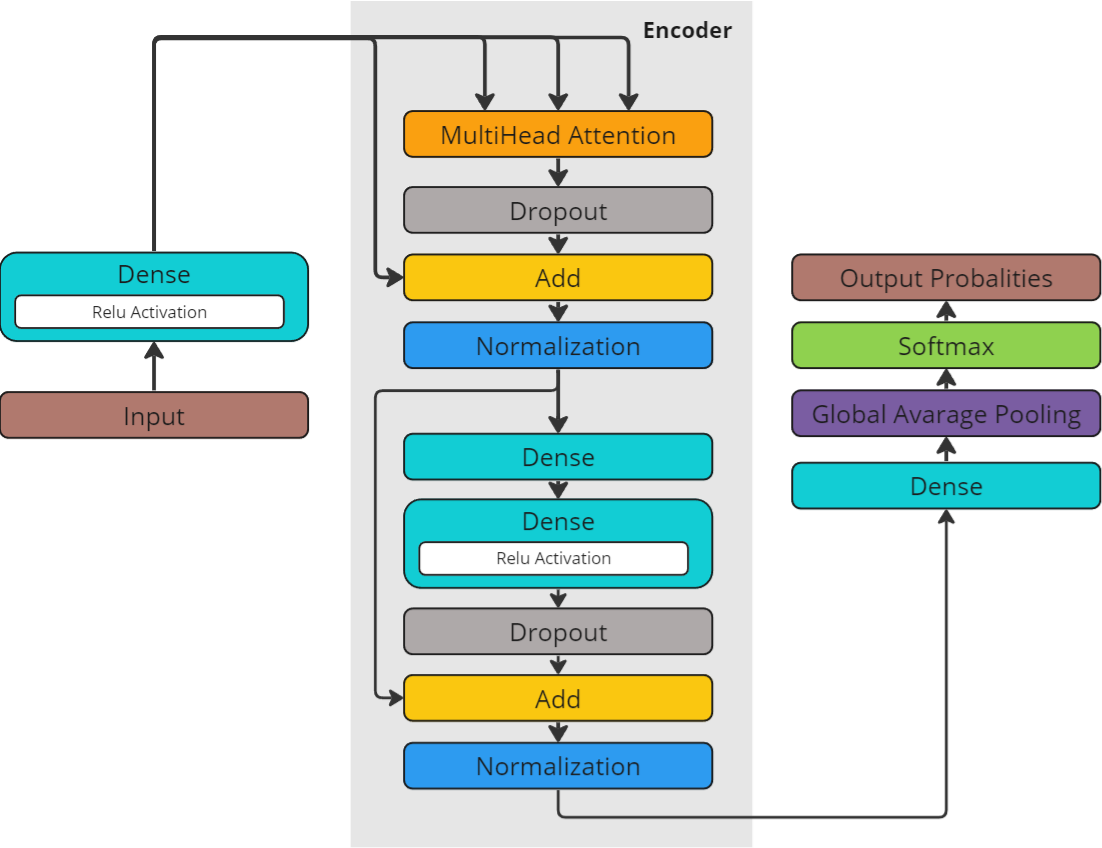 Encoder
MultiHead Attention
Dropout
Add
Normalization
Dense
Relu Activation
Input
Dense
Dense
Relu Activation
Dropout
Add
Normalization
Output Probalities
Softmax
Global Avarage Pooling
Dense